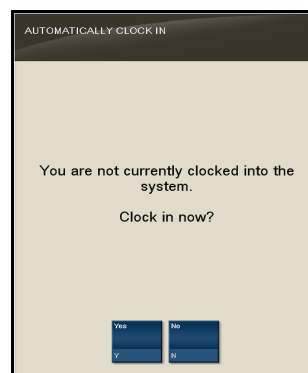 AUTOMATICALLY CLOCK IN
You are not currently clocked into the
system.
Clock in now?
Yes No
Y N